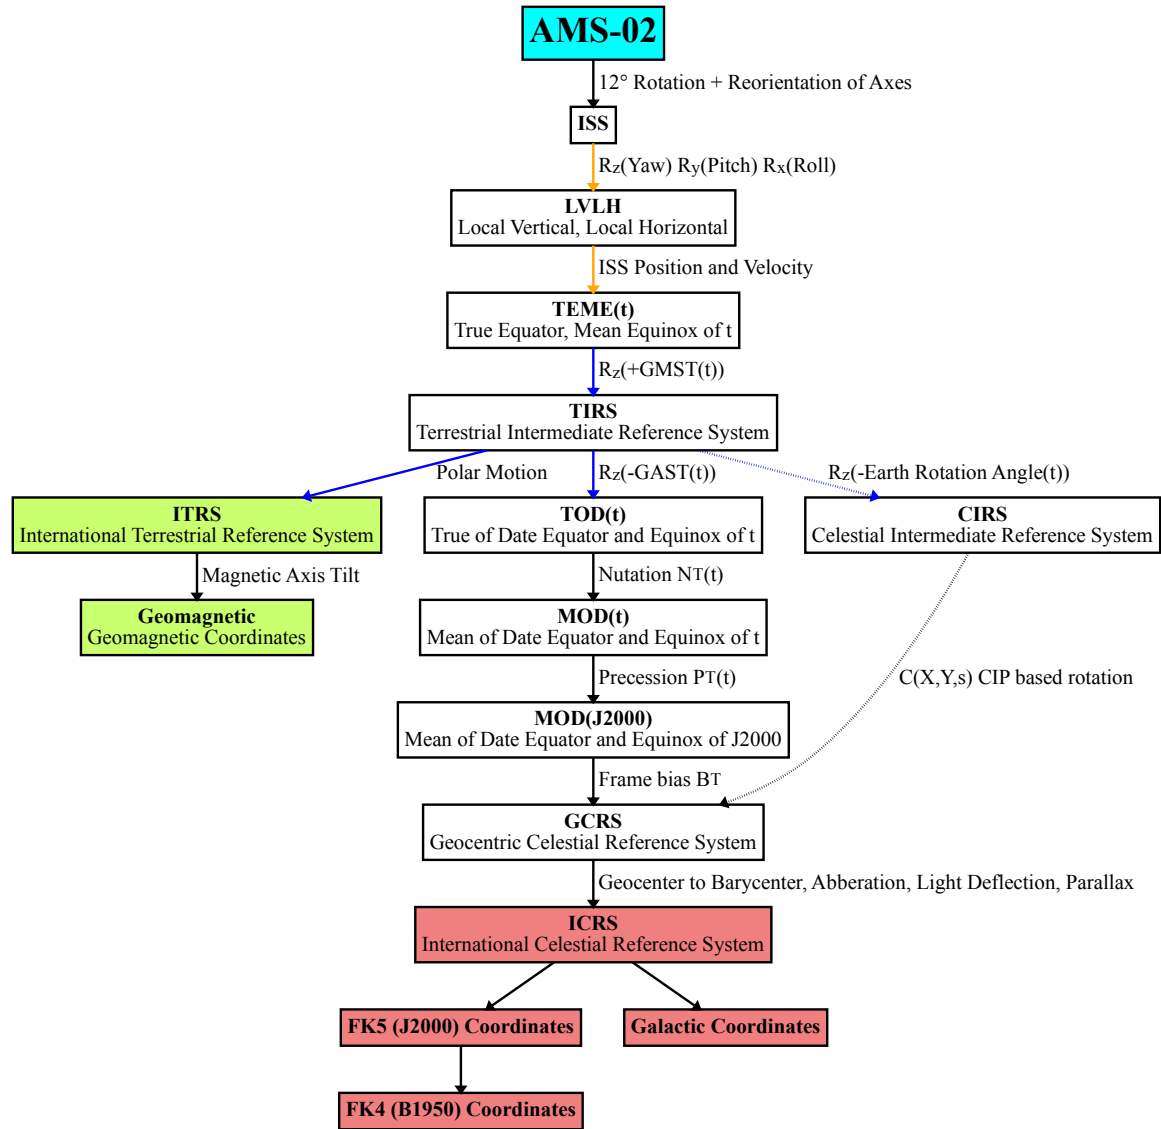 AMS-02
12° Rotation + Reorientation of Axes
ISS
Rz(Yaw) Ry(Pitch) Rx(Roll)
LVLH
Local Vertical, Local Horizontal
ISS Position and Velocity
TEME(t)
True Equator, Mean Equinox of t
Rz(+GMST(t))
TIRS
Terrestrial Intermediate Reference System
Polar Motion
Rz(-GAST(t))
Rz(-Earth Rotation Angle(t))
ITRS
International Terrestrial Reference System
TOD(t)
True of Date Equator and Equinox of t
CIRS
Celestial Intermediate Reference System
Magnetic Axis Tilt
Nutation NT(t)
Geomagnetic
Geomagnetic Coordinates
MOD(t)
Mean of Date Equator and Equinox of t
Precession PT(t)
C(X,Y,s) CIP based rotation
MOD(J2000)
Mean of Date Equator and Equinox of J2000
Frame bias BT
GCRS
Geocentric Celestial Reference System
Geocenter to Barycenter, Abberation, Light Deflection, Parallax
ICRS
International Celestial Reference System
FK5 (J2000) Coordinates
Galactic Coordinates
FK4 (B1950) Coordinates